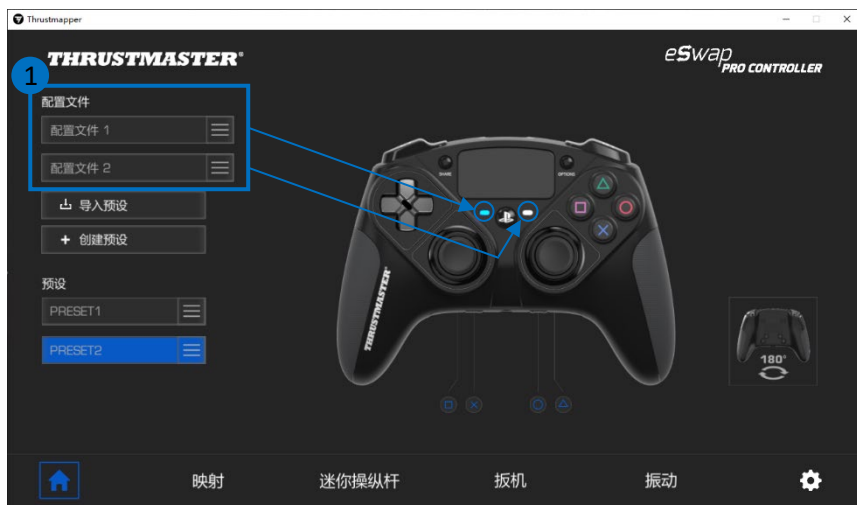 Thrustmapper
THRUSTMASTER®
eSwap
PRO CONTROLLER
1
配置文件
配置文件 1
配置文件 2
导入预设
+ 创建预设
预设
PRESET1
PRESET2
SHARE
OPTIONS
THRUSTMASTER
180°
映射
迷你操纵杆
扳机
振动